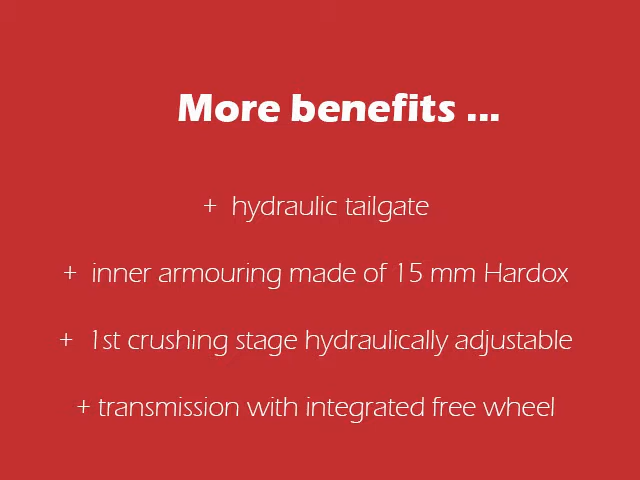 More benefits ...
+ hydraulic tailgate
+ inner armouring made of 15 mm Hardox
+ 1st crushing stage hydraulically adjustable
+ transmission with integrated free wheel